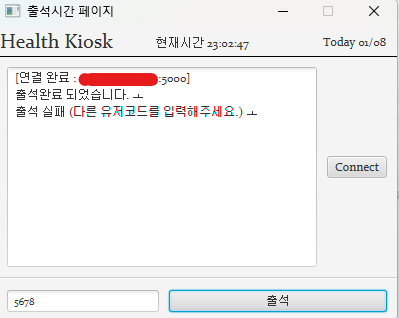 출석시간 페이지
Health Kiosk
현재시간 23:02:47
Today 01/08
[연결 완료 : :5000]
출석완료 되었습니다. ㅗ
출석 실패 (다른 유저코드를 입력해주세요.) ㅗ
Connect
5678
출석